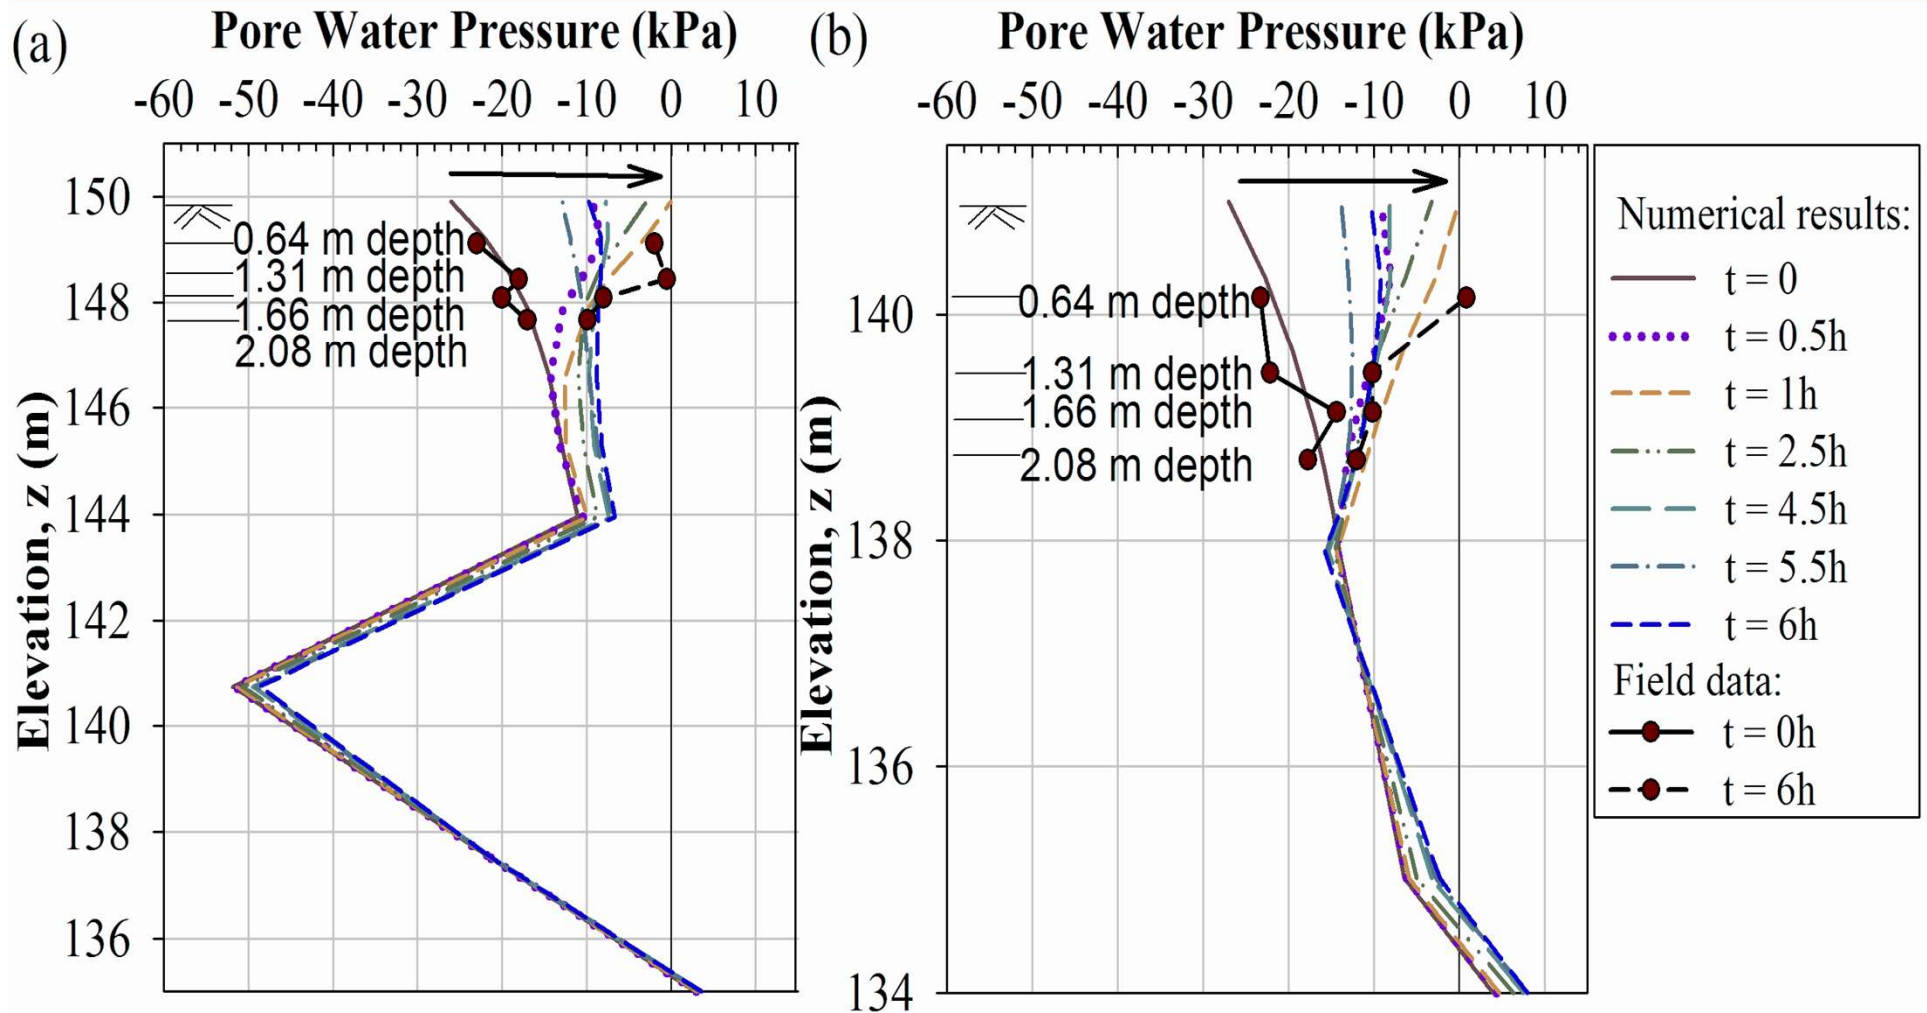 (a)
Pore Water Pressure (kPa)
-60 -50 -40 -30 -20 -10 0 10
150
148
146
144
142
140
138
136
Elevation, z (m)
0.64 m depth
1.31 m depth
1.66 m depth
2.08 m depth
(b)
Pore Water Pressure (kPa)
-60 -50 -40 -30 -20 -10 0 10
140
138
136
134
Elevation, z (m)
0.64 m depth
1.31 m depth
1.66 m depth
2.08 m depth
Numerical results:
t = 0
t = 0.5h
t = 1h
t = 2.5h
t = 4.5h
t = 5.5h
t = 6h
Field data:
t = 0h
t = 6h